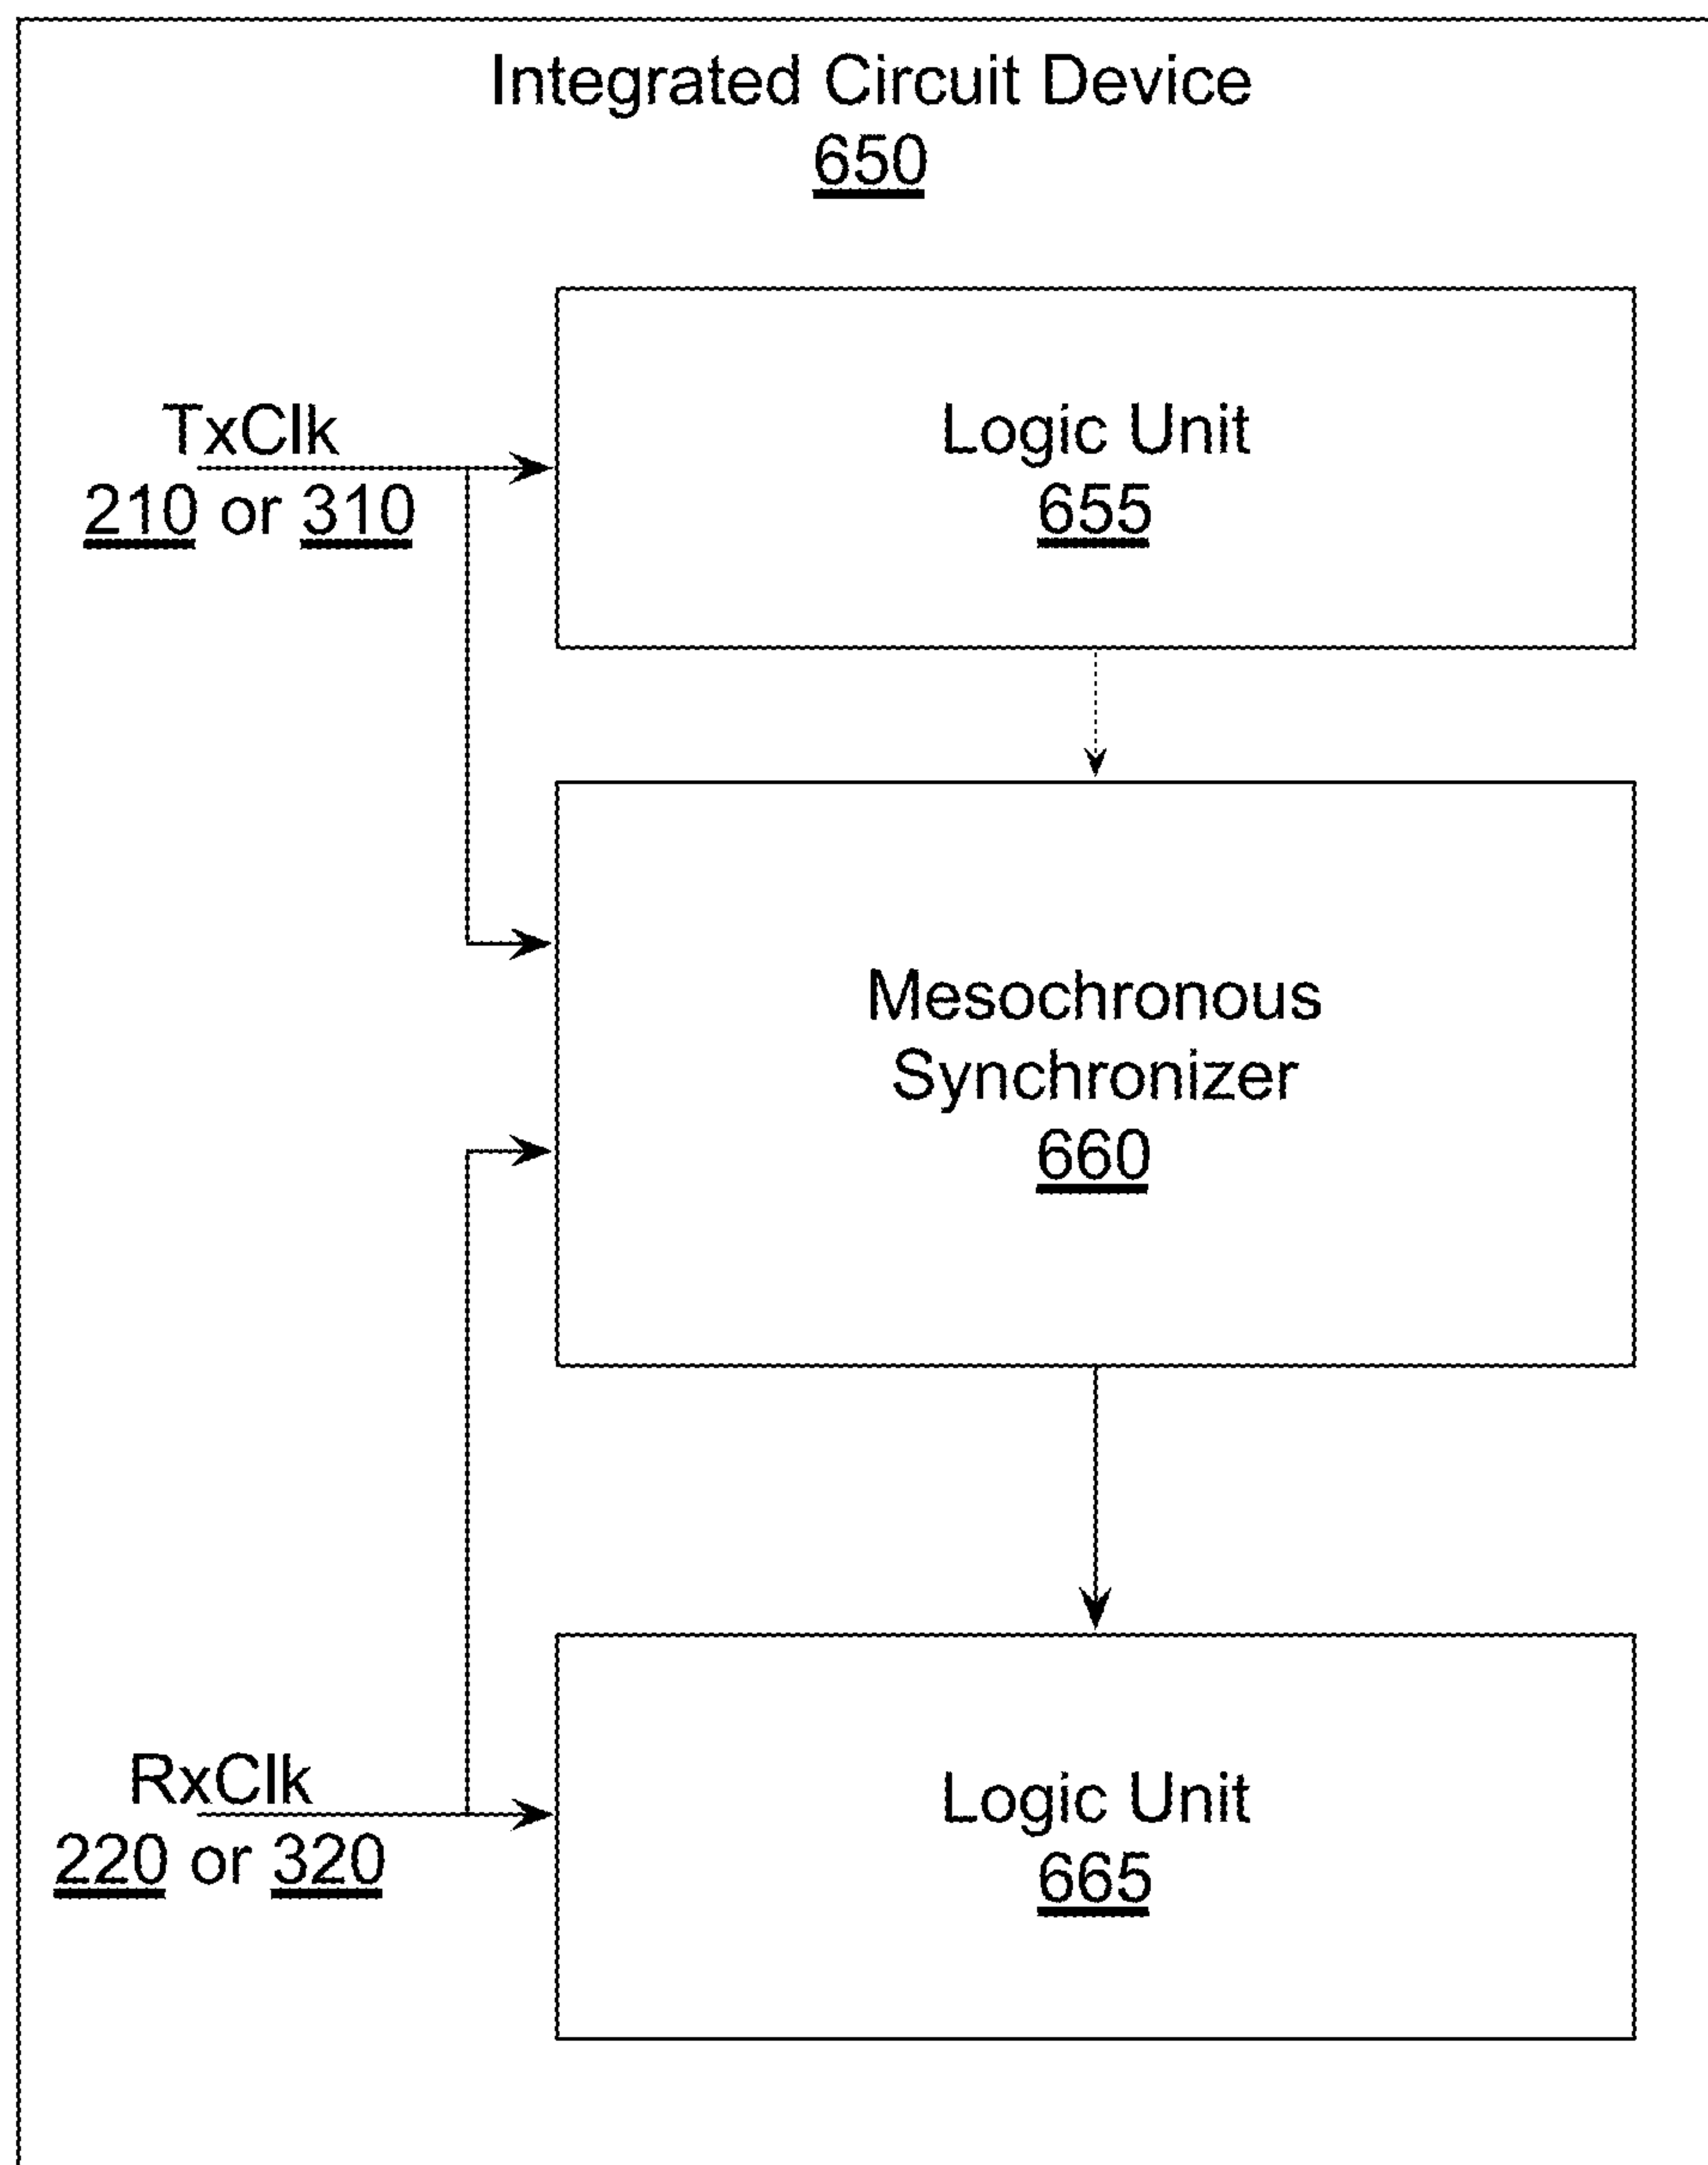 Integrated Circuit Device
650
TxClk
210 or 310
Logic Unit
655
Mesochronous
Synchronizer
660
RxClk
220 or 320
Logic Unit
665